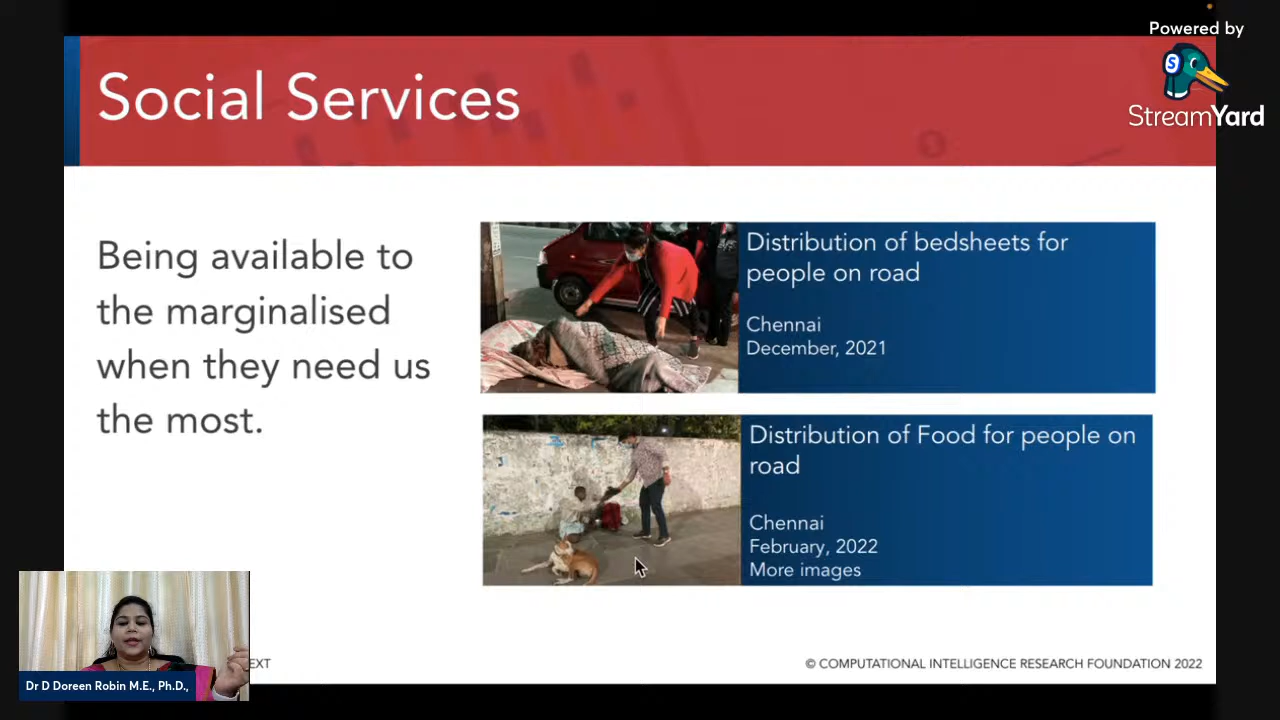 Powered by
StreamYard
Social Services
Being available to
the marginalised
when they need us
the most.
Distribution of bedsheets for
people on road
Chennai
December, 2021
Distribution of Food for people on
road
Chennai
February, 2022
More images
EXT
© COMPUTATIONAL INTELLIGENCE RESEARCH FOUNDATION 2022
Dr D Doreen Robin M.E., Ph.D.,